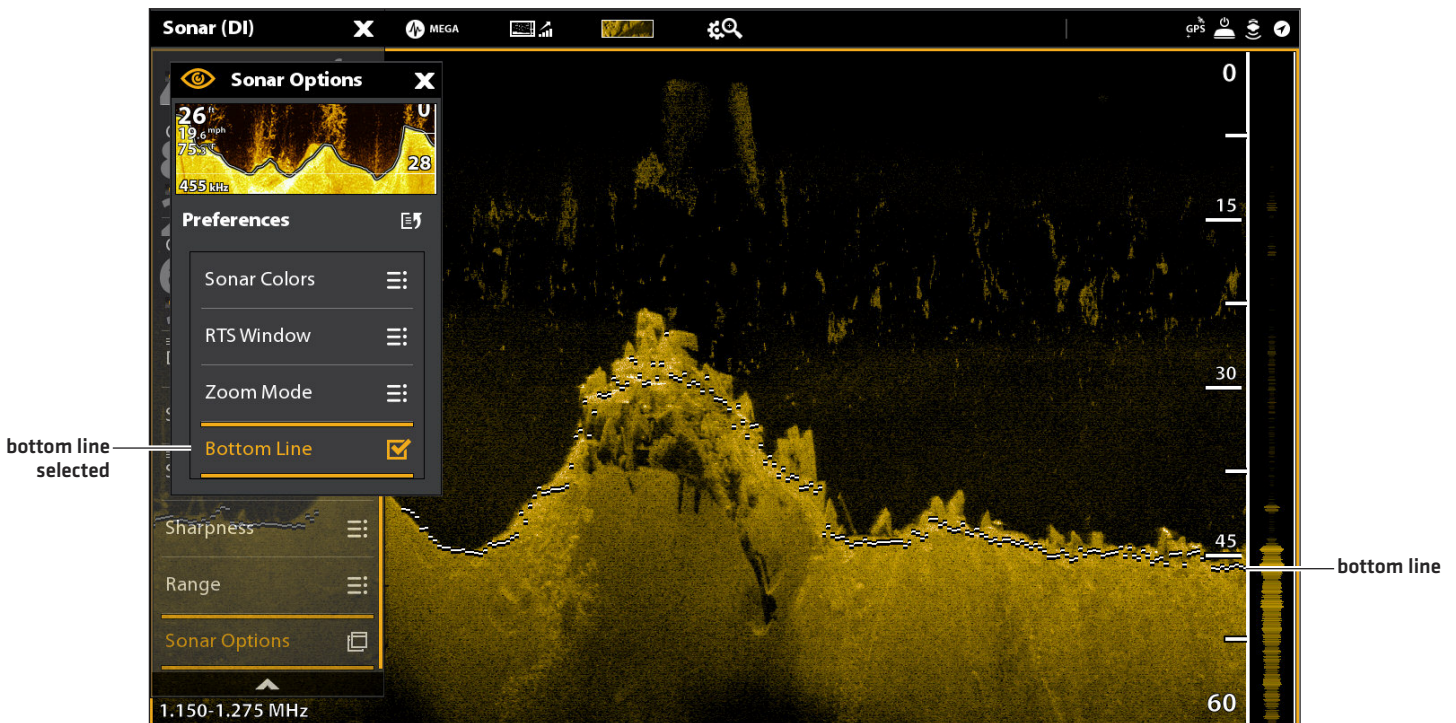 Sonar (DI) X MEGA GPS
Sonar Options X
26 ft
19.6 mph
0
28
455 kHz
Preferences
Sonar Colors
RTS Window
Zoom Mode
Bottom Line
bottom line
selected
Sharpness
Range
Sonar Options
1.150-1.275 MHz
0
15
30
45
60
bottom line